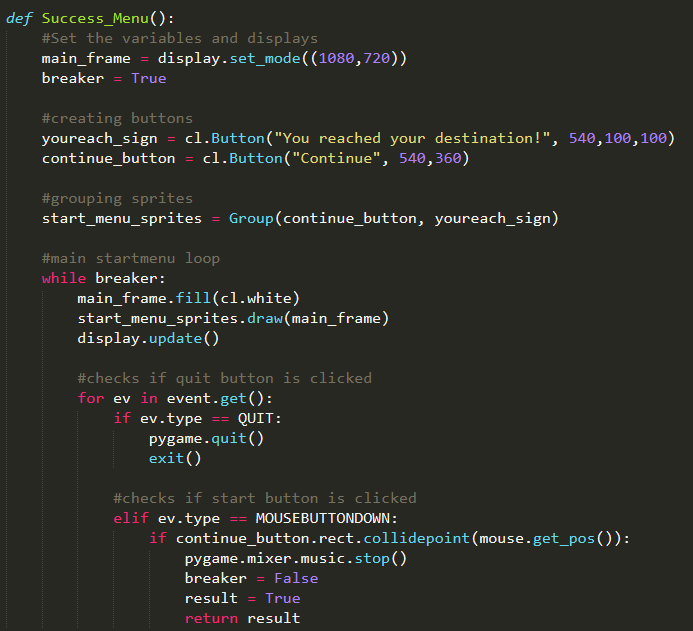 def Success_Menu():
    #Set the variables and displays
    main_frame = display.set_mode((1080,720))
    breaker = True

    #creating buttons
    youreach_sign = cl.Button("You reached your destination!", 540,100,100)
    continue_button = cl.Button("Continue", 540,360)

    #grouping sprites
    start_menu_sprites = Group(continue_button, youreach_sign)

    #main startmenu loop
    while breaker:
        main_frame.fill(cl.white)
        start_menu_sprites.draw(main_frame)
        display.update()

        #checks if quit button is clicked
        for ev in event.get():
            if ev.type == QUIT:
                pygame.quit()
                exit()

            #checks if start button is clicked
            elif ev.type == MOUSEBUTTONDOWN:
                if continue_button.rect.collidepoint(mouse.get_pos()):
                    pygame.mixer.music.stop()
                    breaker = False
                    result = True
                    return result